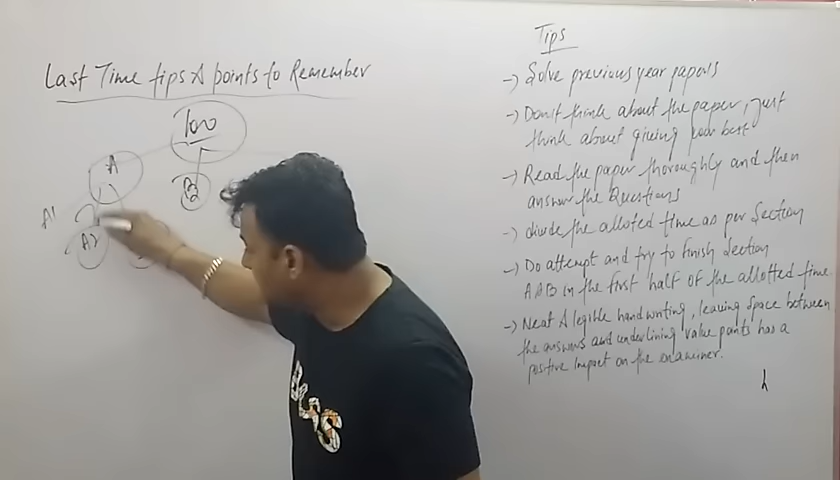 Last Time tips & points to Remember
100
A
B
A1
A2
Tips
-) Solve previous year papers
-) Don't think about the paper, just
think about giving your best
-) Read the paper thoroughly and then
answer the Questions
-) divide the alloted time as per Section
-) Do attempt and try to finish Section
A & B in the first half of the allotted time.
-) Neat & legible handwriting, leaving space between
the answers and underlining value points has a
positive impact on the examiner.